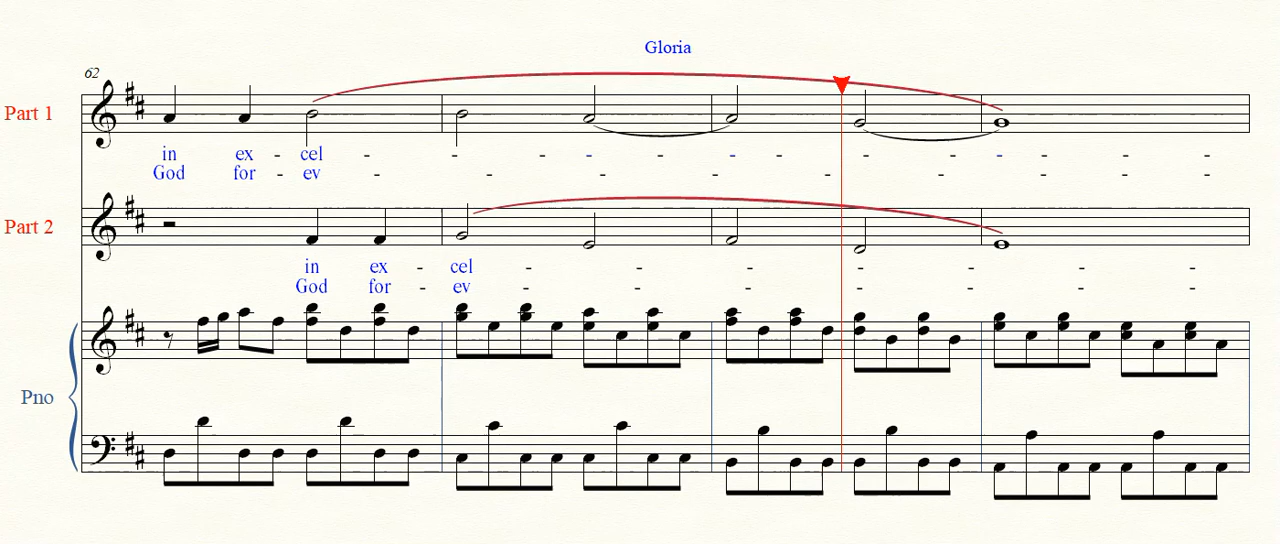 Gloria
62
Part 1
in ex - cel - - - - - - - - - -
God for - ev - - - - - - - - -
Part 2
in ex - cel - - - - - - -
God for - ev - - - - - - -
Pno